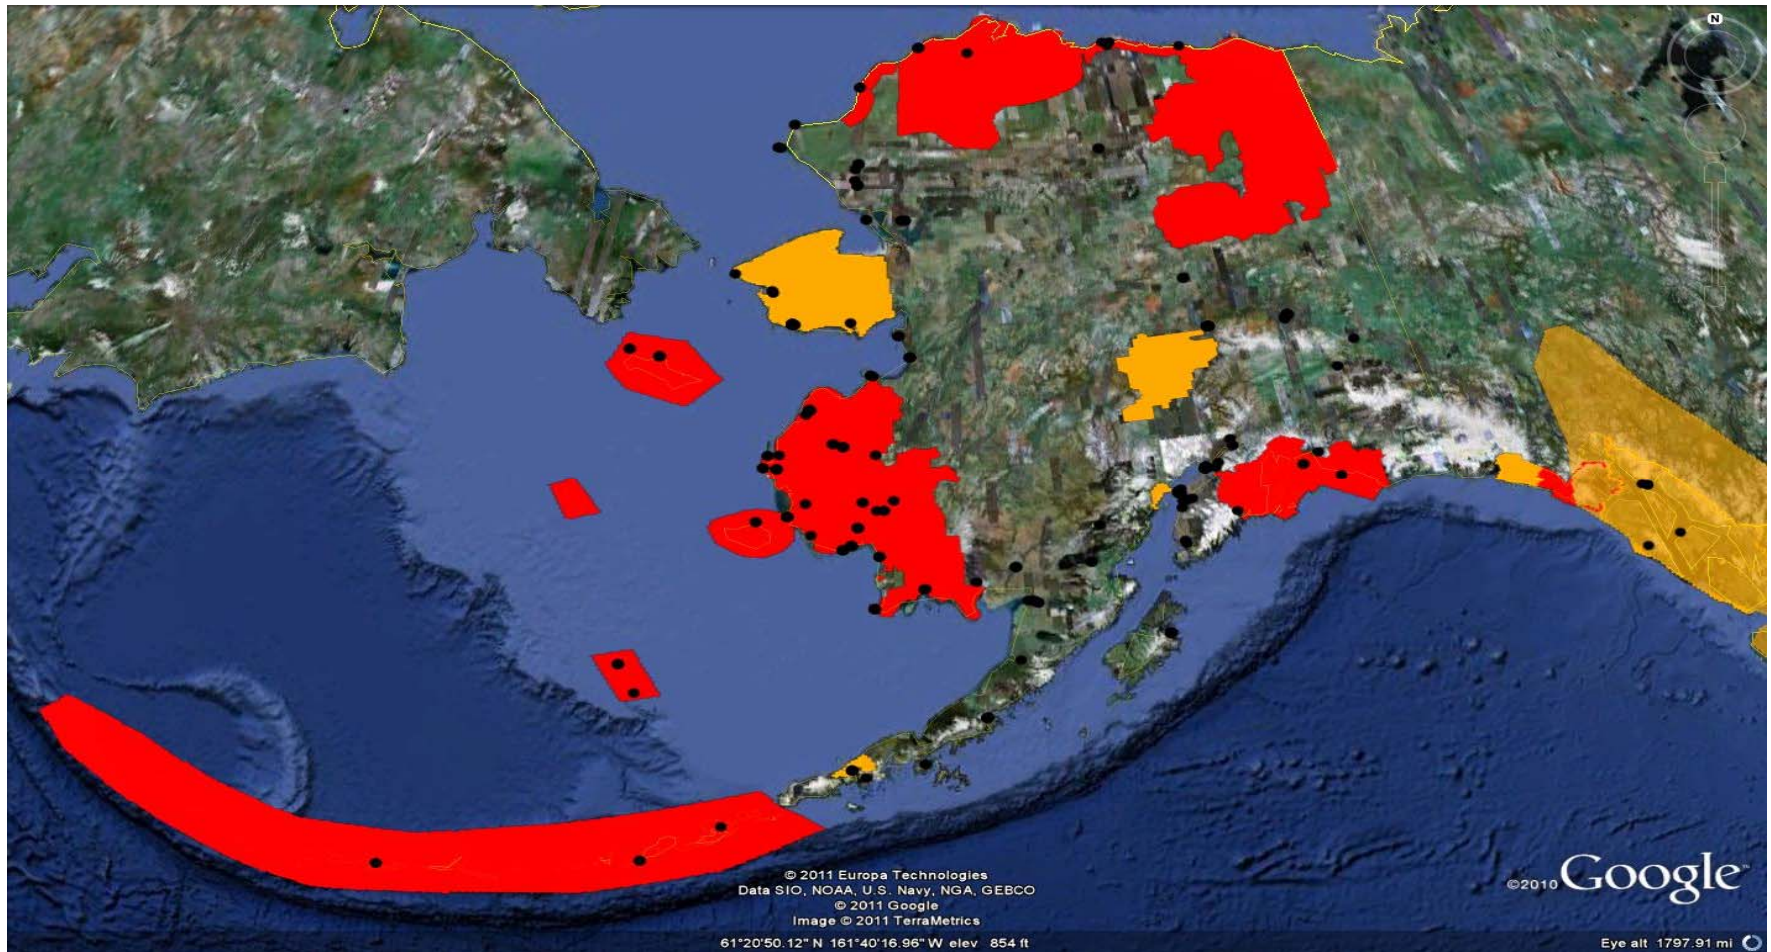 N
© 2011 Europa Technologies
Data SIO, NOAA, U.S. Navy, NGA, GEBCO
© 2011 Google
Image © 2011 TerraMetrics
©2010 Google™
61°20'50.12" N 161°40'16.96" W elev 854 ft
Eye alt 1797.91 mi